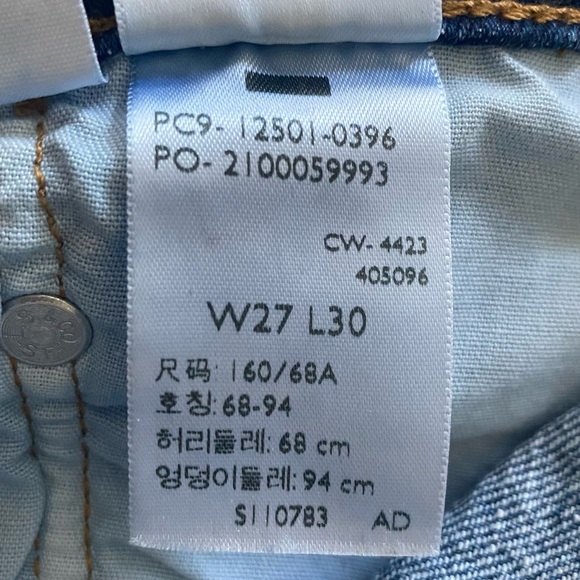 PC9- 12501-0396
PO- 2100059993
CW- 4423
405096
W27 L30
尺码: 160/68A
호칭: 68-94
허리둘레: 68 cm
엉덩이둘레: 94 cm
S110783 AD